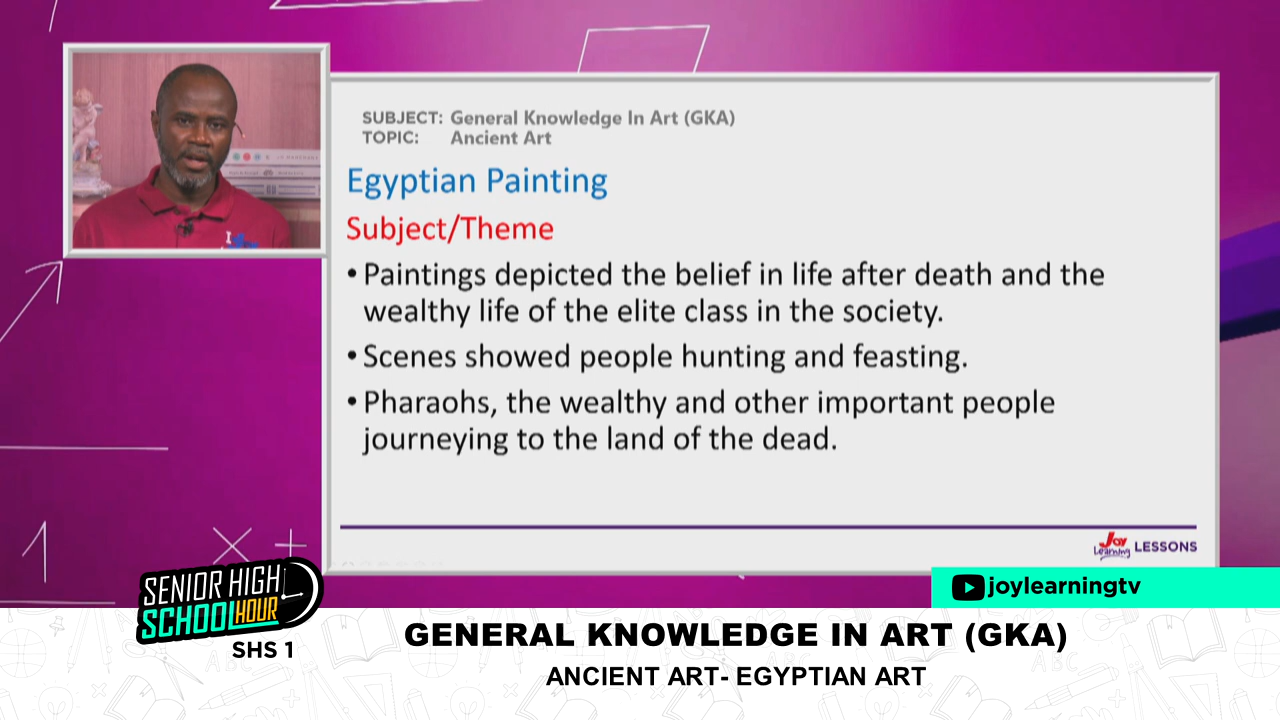 SUBJECT: General Knowledge In Art (GKA)
TOPIC: Ancient Art
Egyptian Painting
Subject/Theme
• Paintings depicted the belief in life after death and the
wealthy life of the elite class in the society.
• Scenes showed people hunting and feasting.
• Pharaohs, the wealthy and other important people
journeying to the land of the dead.
Joy
Learning LESSONS
joylearningtv
SENIOR HIGH
SCHOOL HOUR
SHS 1
GENERAL KNOWLEDGE IN ART (GKA)
ANCIENT ART- EGYPTIAN ART